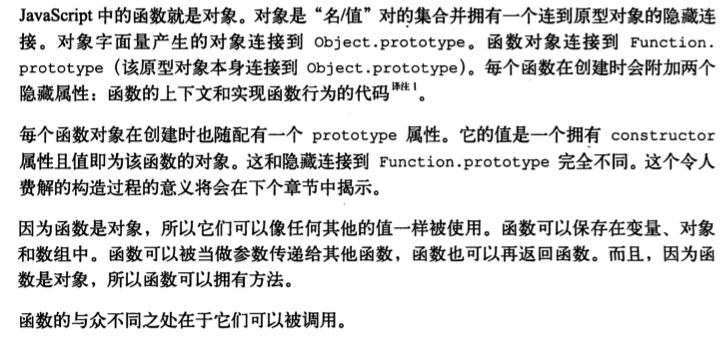 JavaScript 中的函数就是对象。对象是“名/值”对的集合并拥有一个连到原型对象的隐藏连
接。对象字面量产生的对象连接到 Object.prototype。函数对象连接到 Function.
prototype（该原型对象本身连接到 Object.prototype）。每个函数在创建时会附加两个
隐藏属性：函数的上下文和实现函数行为的代码译注1。
每个函数对象在创建时也随配有一个 prototype 属性。它的值是一个拥有 constructor
属性且值即为该函数的对象。这和隐藏连接到 Function.prototype 完全不同。这个令人
费解的构造过程的意义将会在下个章节中揭示。
因为函数是对象，所以它们可以像任何其他的值一样被使用。函数可以保存在变量、对象
和数组中。函数可以被当做参数传递给其他函数，函数也可以再返回函数。而且，因为函
数是对象，所以函数可以拥有方法。
函数的与众不同之处在于它们可以被调用。